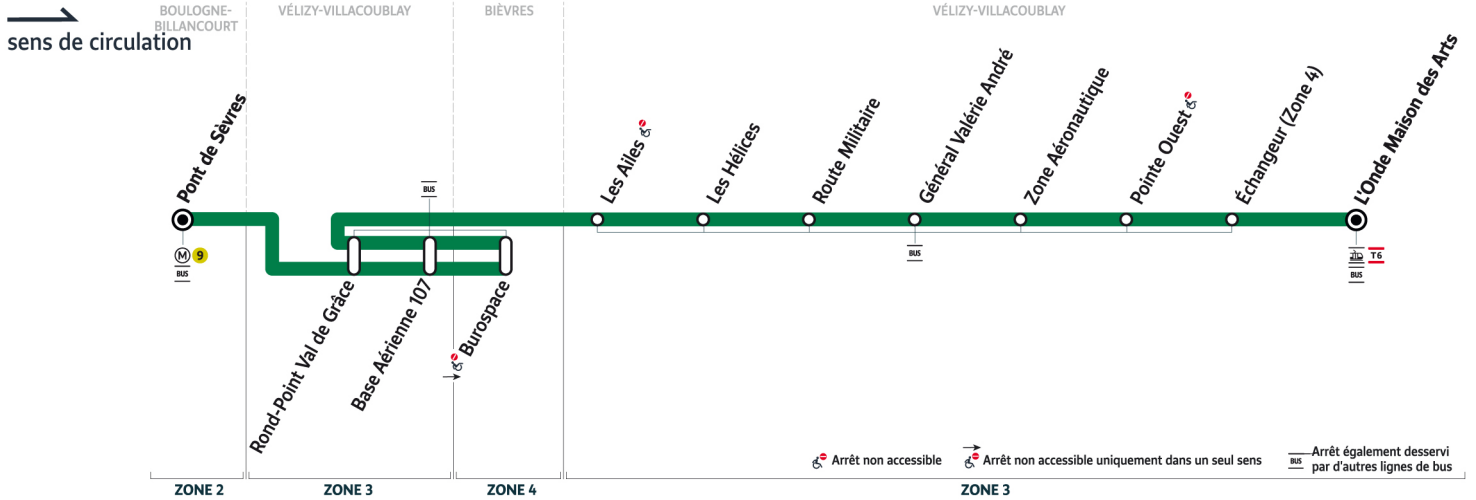 sens de circulation
BOULOGNE-
BILLANCOURT
VÉLIZY-VILLACOUBLAY
BIÈVRES
VÉLIZY-VILLACOUBLAY
Pont de Sèvres
M 9
BUS
Rond-Point Val de Grâce
BUS
Base Aérienne 107
Burospace
Les Ailes
Les Hélices
Route Militaire
Général Valérie André
BUS
Zone Aéronautique
Pointe Ouest
Échangeur (Zone 4)
L'Onde Maison des Arts
T6
BUS
Arrêt non accessible
Arrêt non accessible uniquement dans un seul sens
BUS
Arrêt également desservi
par d'autres lignes de bus
ZONE 2
ZONE 3
ZONE 4
ZONE 3